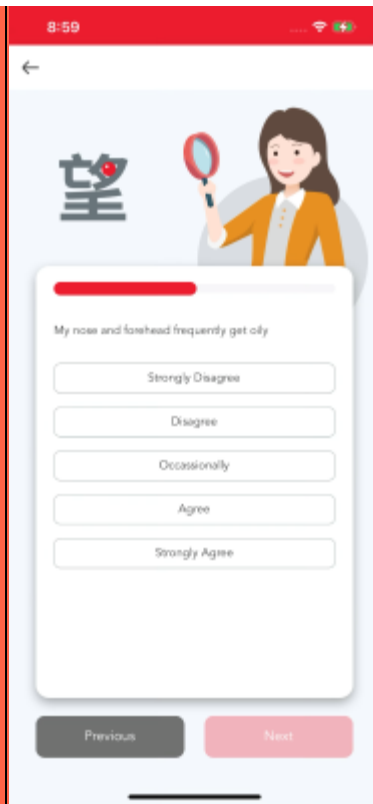 8:59
望
My nose and forehead frequently get oily
Strongly Disagree
Disagree
Occassionally
Agree
Strongly Agree
Previous
Next